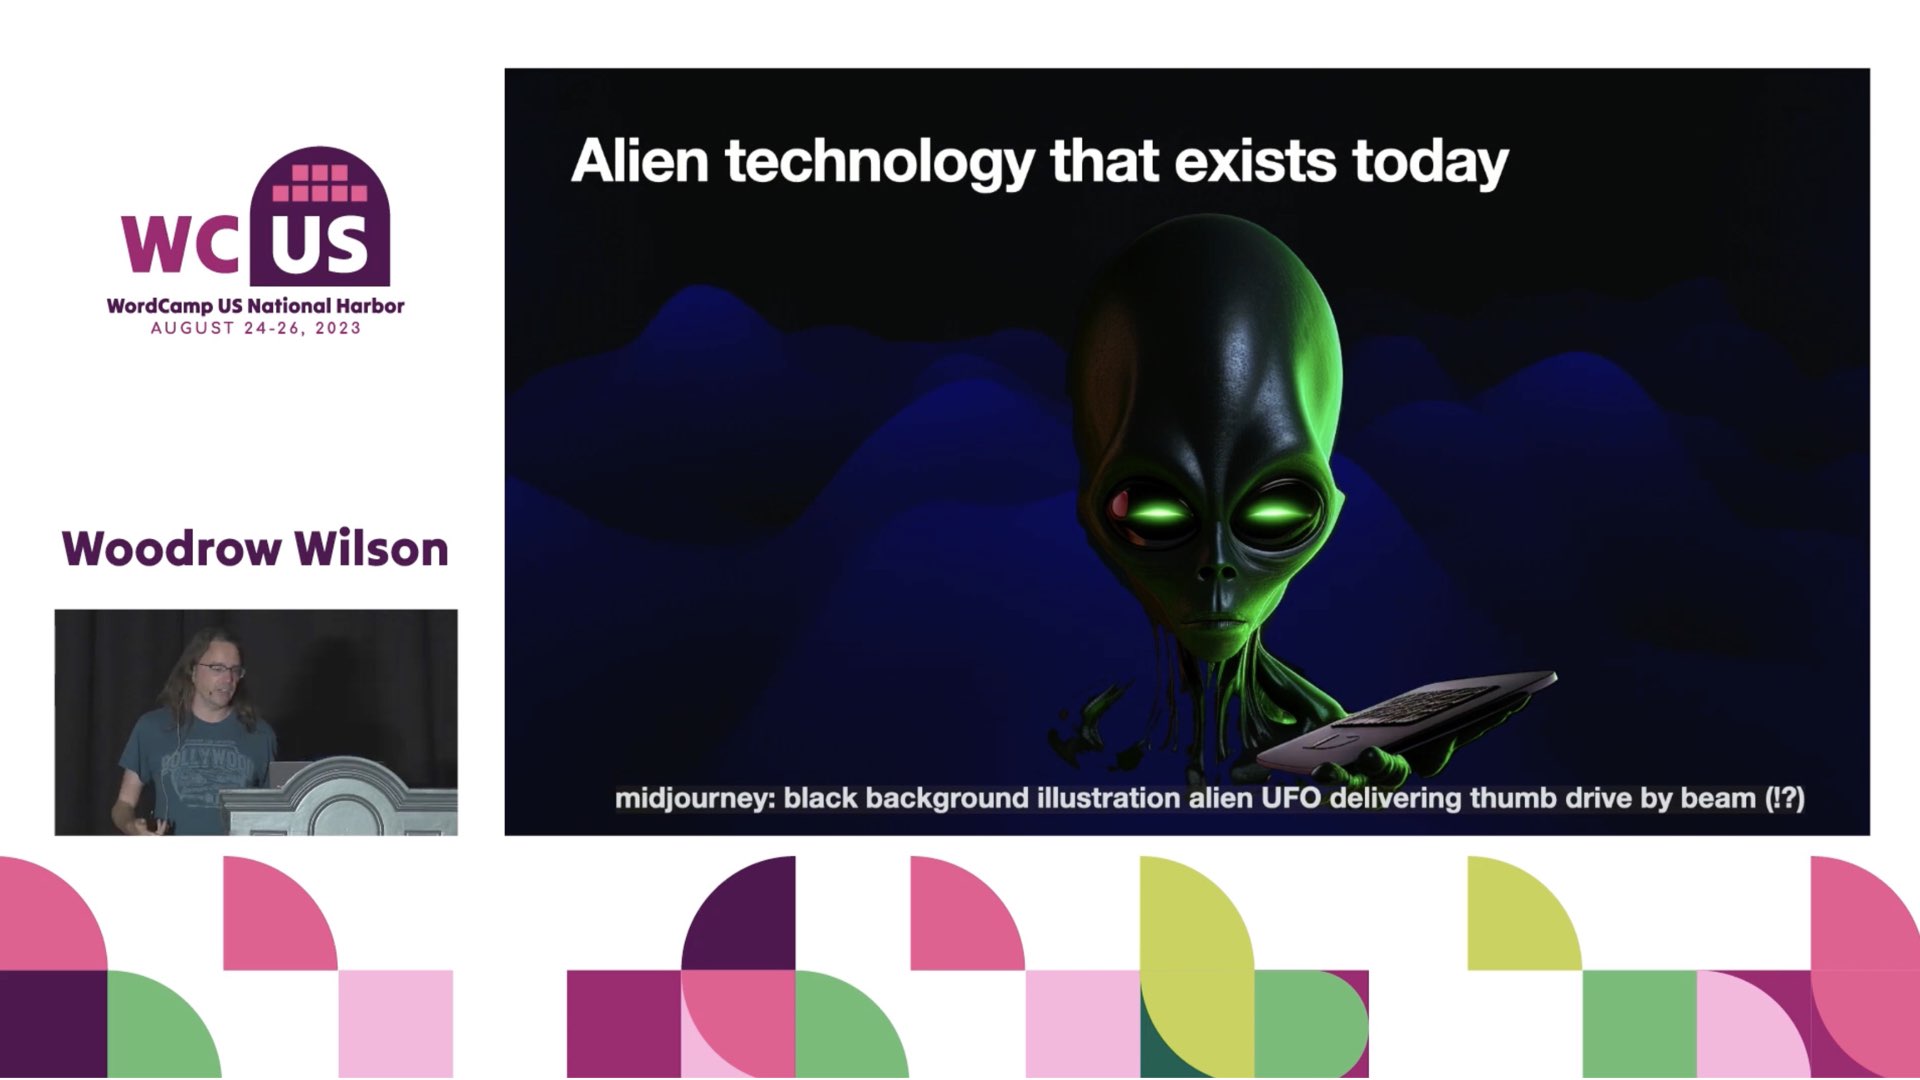 WC US
WordCamp US National Harbor
AUGUST 24-26, 2023
Woodrow Wilson
Alien technology that exists today
midjourney: black background illustration alien UFO delivering thumb drive by beam (!?)